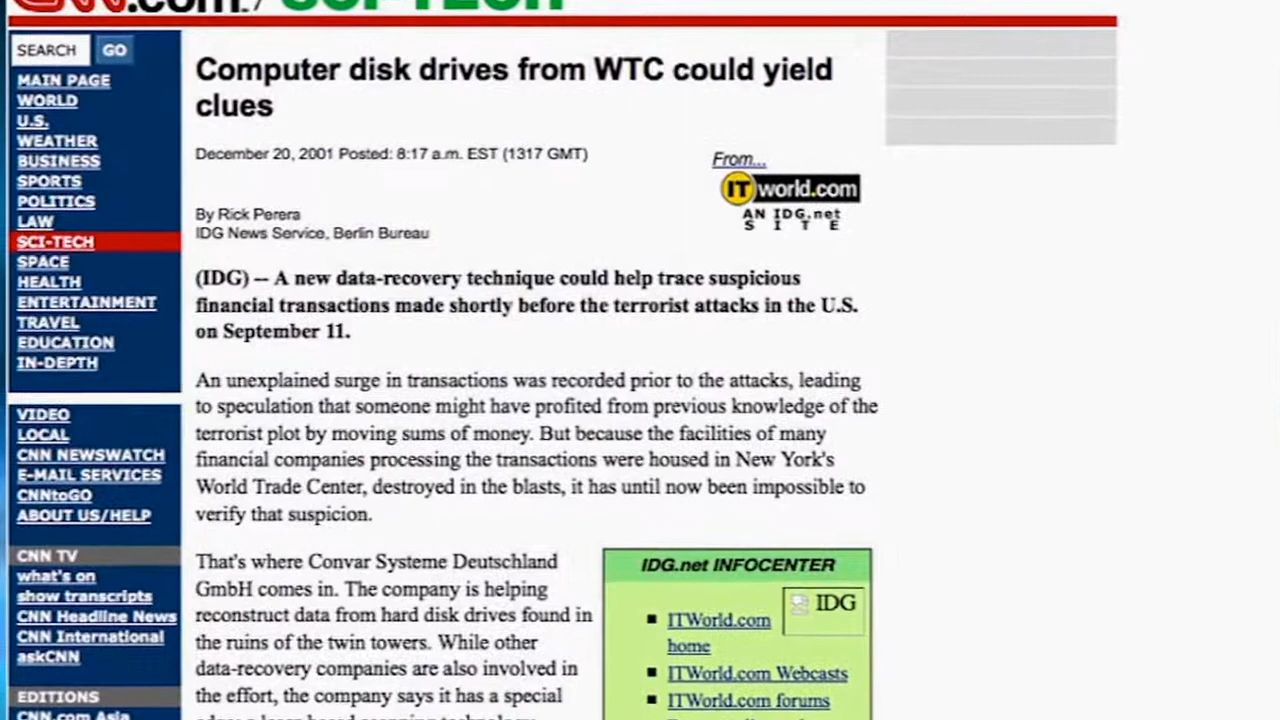 CNN.com / SCI-TECH
SEARCH GO
MAIN PAGE
WORLD
U.S.
WEATHER
BUSINESS
SPORTS
POLITICS
LAW
SCI-TECH
SPACE
HEALTH
ENTERTAINMENT
TRAVEL
EDUCATION
IN-DEPTH
VIDEO
LOCAL
CNN NEWSWATCH
E-MAIL SERVICES
CNNtoGO
ABOUT US/HELP
CNN TV
what's on
show transcripts
CNN Headline News
CNN International
askCNN
EDITIONS
CNN.com Asia
Computer disk drives from WTC could yield
clues
December 20, 2001 Posted: 8:17 a.m. EST (1317 GMT)
From...
ITworld.com
AN IDG.net
SITE
By Rick Perera
IDG News Service, Berlin Bureau
(IDG) -- A new data-recovery technique could help trace suspicious
financial transactions made shortly before the terrorist attacks in the U.S.
on September 11.
An unexplained surge in transactions was recorded prior to the attacks, leading
to speculation that someone might have profited from previous knowledge of the
terrorist plot by moving sums of money. But because the facilities of many
financial companies processing the transactions were housed in New York's
World Trade Center, destroyed in the blasts, it has until now been impossible to
verify that suspicion.
That's where Convar Systeme Deutschland
GmbH comes in. The company is helping
reconstruct data from hard disk drives found in
the ruins of the twin towers. While other
data-recovery companies are also involved in
the effort, the company says it has a special
edge: a laser-based scanning technology
IDG.net INFOCENTER
IDG
ITWorld.com
home
ITWorld.com Webcasts
ITWorld.com forums